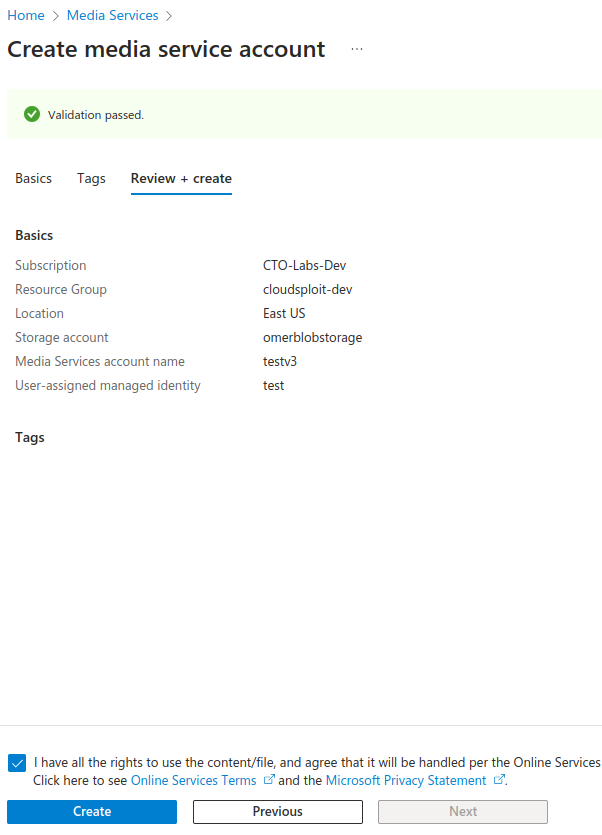 Home > Media Services >
Create media service account ...
Validation passed.
Basics Tags Review + create
Basics
Subscription CTO-Labs-Dev
Resource Group cloudsploit-dev
Location East US
Storage account omerblobstorage
Media Services account name testv3
User-assigned managed identity test
Tags
I have all the rights to use the content/file, and agree that it will be handled per the Online Services
Click here to see Online Services Terms and the Microsoft Privacy Statement .
Create Previous Next